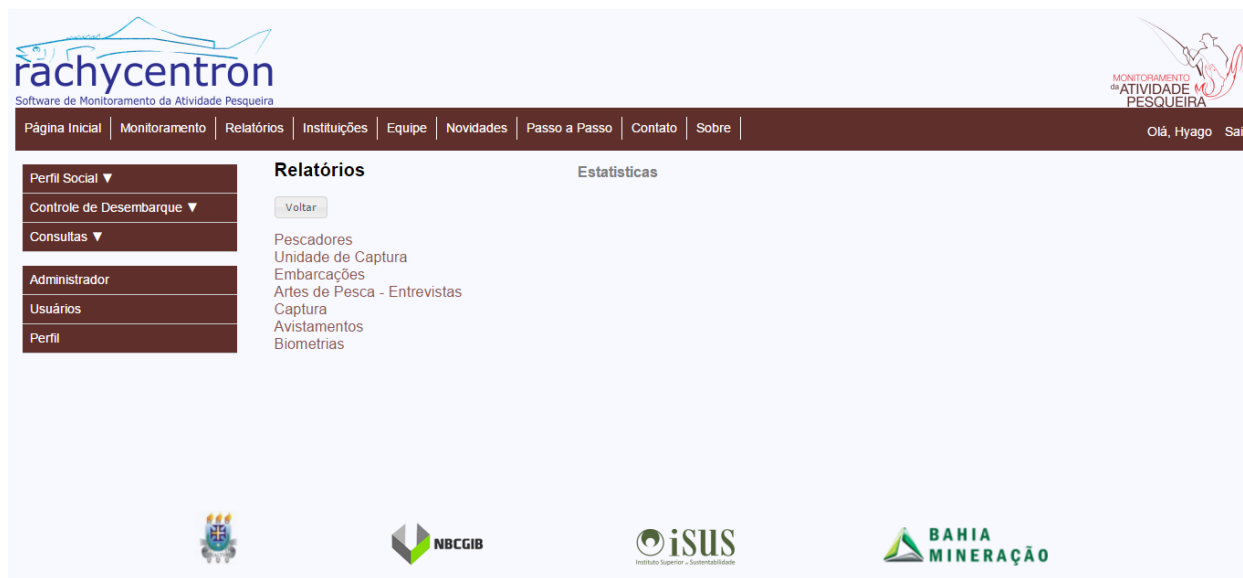 rachycentron
Software de Monitoramento da Atividade Pesqueira
MONITORAMENTO
da ATIVIDADE
PESQUEIRA
Página Inicial Monitoramento Relatórios Instituições Equipe Novidades Passo a Passo Contato Sobre Olá, Hyago Sai
Perfil Social ▼
Controle de Desembarque ▼
Consultas ▼
Administrador
Usuários
Perfil
Relatórios
Estatisticas
Voltar
Pescadores
Unidade de Captura
Embarcações
Artes de Pesca - Entrevistas
Captura
Avistamentos
Biometrias
NBCGIB
isus
Instituto Superior de Sustentabilidade
BAHIA
MINERAÇÃO